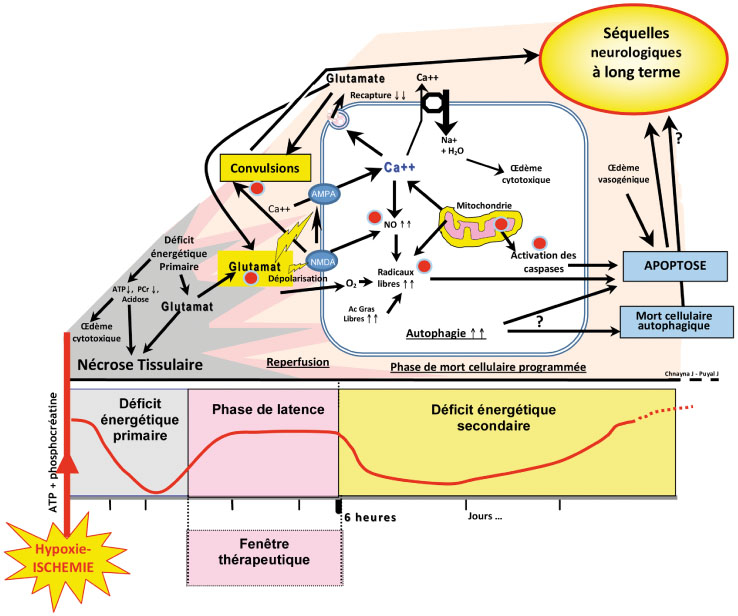 Séquelles
neurologiques
à long terme
Glutamate
Ca++
Recapture ↓↓
Na+
+ H2O
Convulsions
Ca++
Œdème
cytotoxique
Œdème
vasogénique
?
AMPA
Ca++
Mitochondrie
NO ↑↑
Déficit
énergétique
Primaire
Glutamat
Dépolarisation
NMDA
Activation des
caspases
APOPTOSE
ATP↓, PCr ↓,
Acidose
Glutamat
O2
Radicaux
libres ↑↑
Ac Gras
Libres ↑↑
Œdème
cytotoxique
Autophagie ↑↑
?
Mort cellulaire
autophagique
Nécrose Tissulaire
Reperfusion
Phase de mort cellulaire programmée
Chnayna J - Puyal J
ATP + phosphocréatine
Déficit
énergétique
primaire
Phase de latence
Déficit énergétique
secondaire
6 heures
Jours ...
Hypoxie-
ISCHEMIE
Fenêtre
thérapeutique